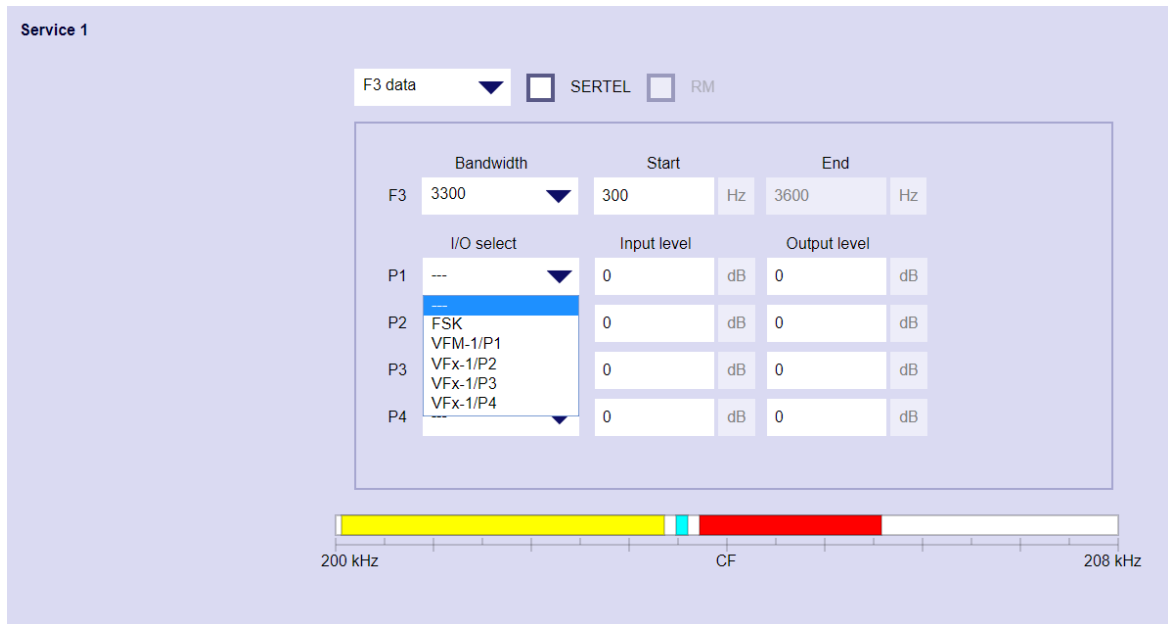 Service 1
F3 data SERTEL RM
Bandwidth Start End
F3 3300 300 Hz 3600 Hz
I/O select Input level Output level
P1 --- 0 dB 0 dB
---
P2 FSK 0 dB 0 dB
VFM-1/P1
P3 VFx-1/P2 0 dB 0 dB
VFx-1/P3
P4 VFx-1/P4 0 dB 0 dB
---
200 kHz CF 208 kHz